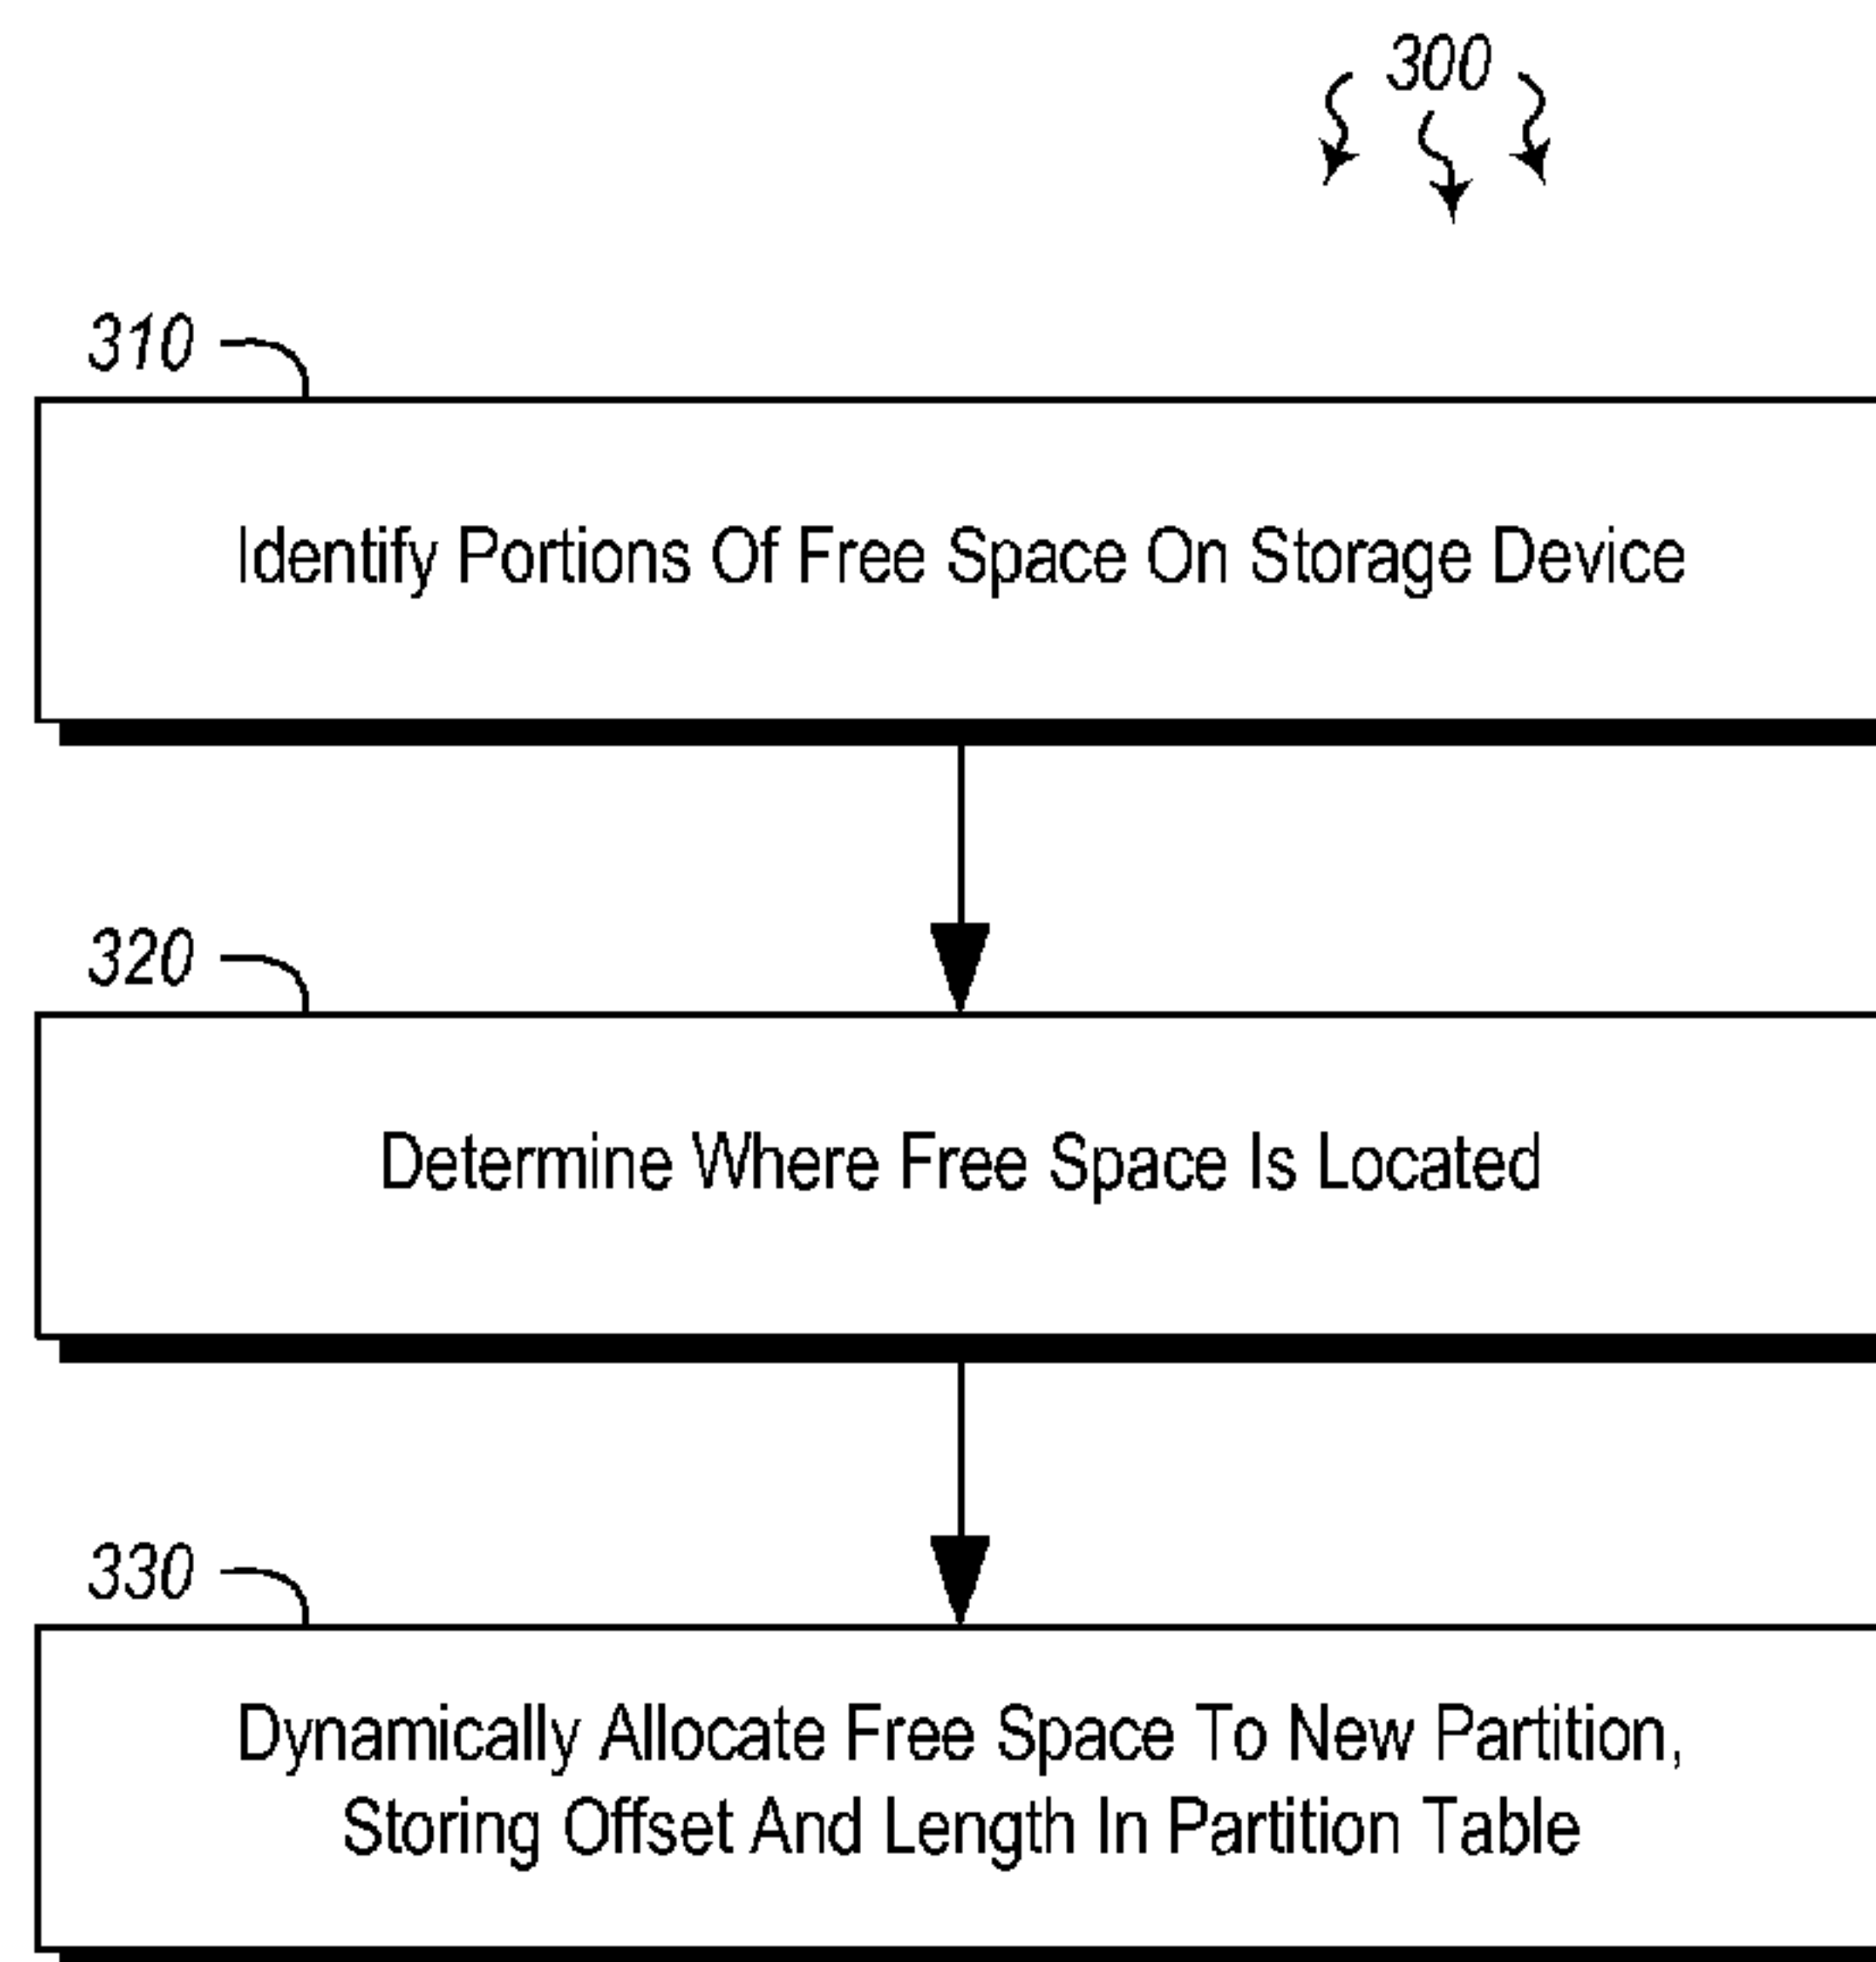 300
310
Identify Portions Of Free Space On Storage Device
320
Determine Where Free Space Is Located
330
Dynamically Allocate Free Space To New Partition,
Storing Offset And Length In Partition Table